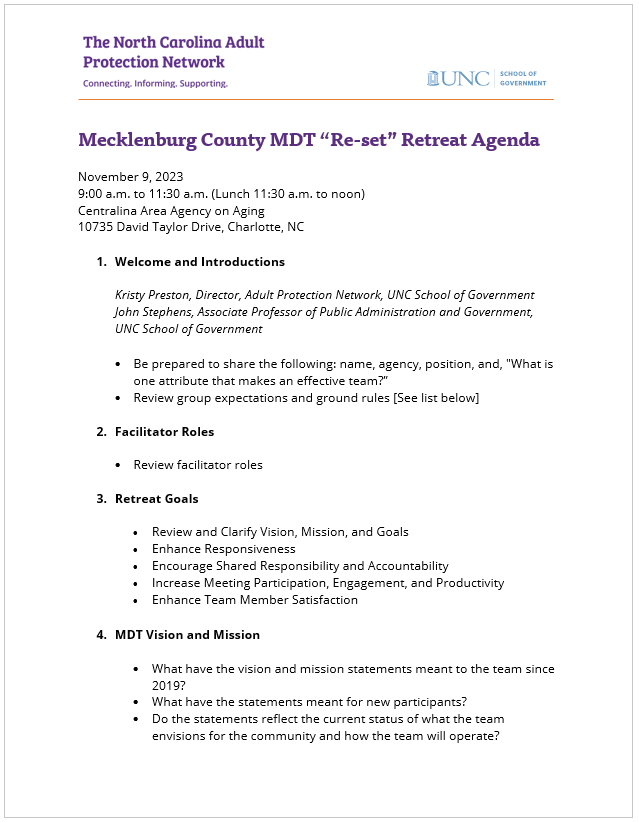 The North Carolina Adult
Protection Network
Connecting. Informing. Supporting.
UNC SCHOOL OF
GOVERNMENT
Mecklenburg County MDT “Re-set” Retreat Agenda
November 9, 2023
9:00 a.m. to 11:30 a.m. (Lunch 11:30 a.m. to noon)
Centralina Area Agency on Aging
10735 David Taylor Drive, Charlotte, NC
1. Welcome and Introductions
Kristy Preston, Director, Adult Protection Network, UNC School of Government
John Stephens, Associate Professor of Public Administration and Government,
UNC School of Government
• Be prepared to share the following: name, agency, position, and, "What is
one attribute that makes an effective team?”
• Review group expectations and ground rules [See list below]
2. Facilitator Roles
• Review facilitator roles
3. Retreat Goals
• Review and Clarify Vision, Mission, and Goals
• Enhance Responsiveness
• Encourage Shared Responsibility and Accountability
• Increase Meeting Participation, Engagement, and Productivity
• Enhance Team Member Satisfaction
4. MDT Vision and Mission
• What have the vision and mission statements meant to the team since
2019?
• What have the statements meant for new participants?
• Do the statements reflect the current status of what the team
envisions for the community and how the team will operate?